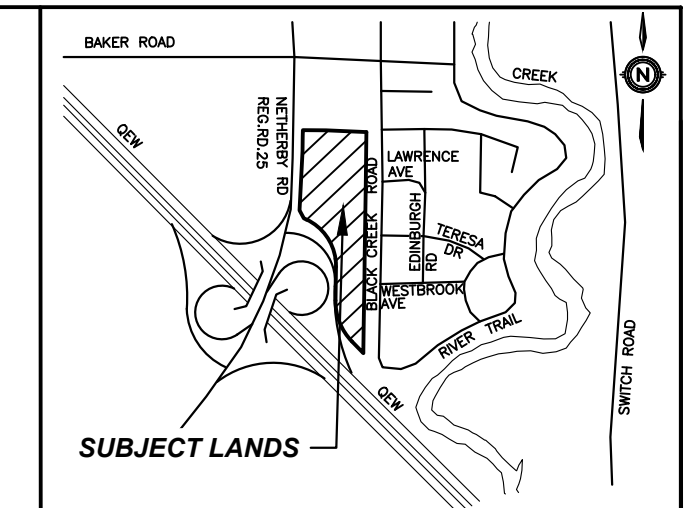 BAKER ROAD
CREEK
N
QEW
NETHERBY RD
REG.RD.25
BLACK CREEK ROAD
LAWRENCE
AVE
EDINBURGH
RD
TERESA
DR
WESTBROOK
AVE
RIVER TRAIL
SWITCH ROAD
QEW
SUBJECT LANDS